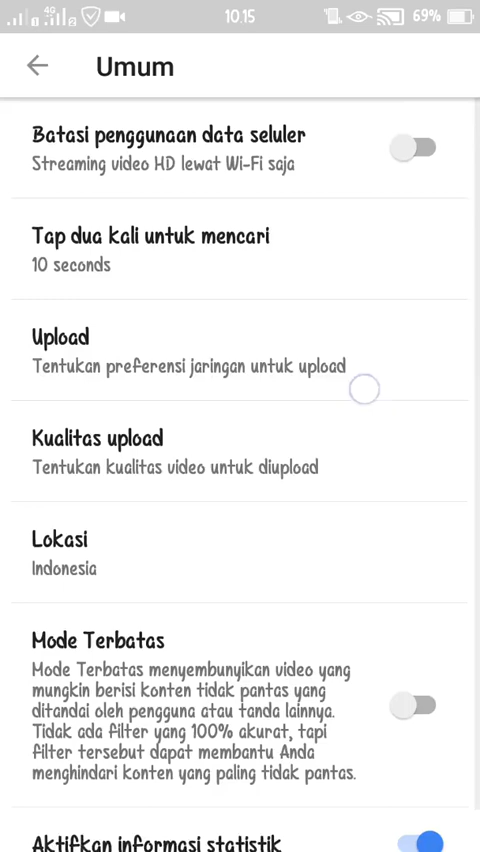 4G
10.15
69%
Umum
Batasi penggunaan data seluler
Streaming video HD lewat Wi-Fi saja
Tap dua kali untuk mencari
10 seconds
Upload
Tentukan preferensi jaringan untuk upload
Kualitas upload
Tentukan kualitas video untuk diupload
Lokasi
Indonesia
Mode Terbatas
Mode Terbatas menyembunyikan video yang
mungkin berisi konten tidak pantas yang
ditandai oleh pengguna atau tanda lainnya.
Tidak ada filter yang 100% akurat, tapi
filter tersebut dapat membantu Anda
menghindari konten yang paling tidak pantas.
Aktifkan informasi statistik